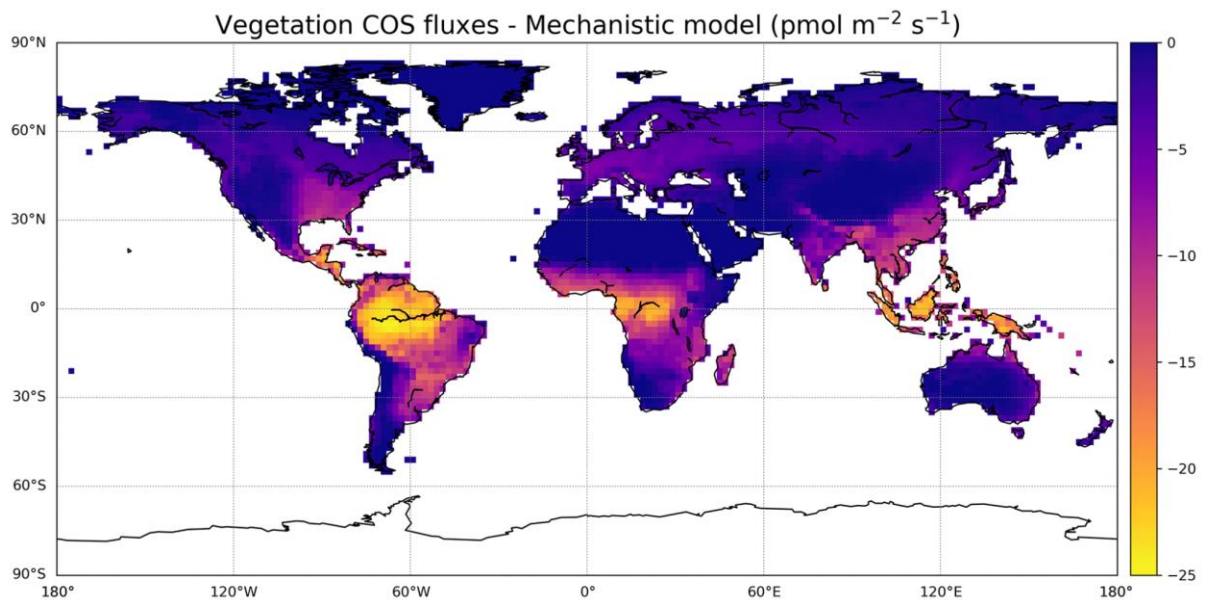 Vegetation COS fluxes - Mechanistic model (pmol m⁻² s⁻¹)
90°N
60°N
30°N
0°
30°S
60°S
90°S
180°
120°W
60°W
0°
60°E
120°E
180°
0
−5
−10
−15
−20
−25